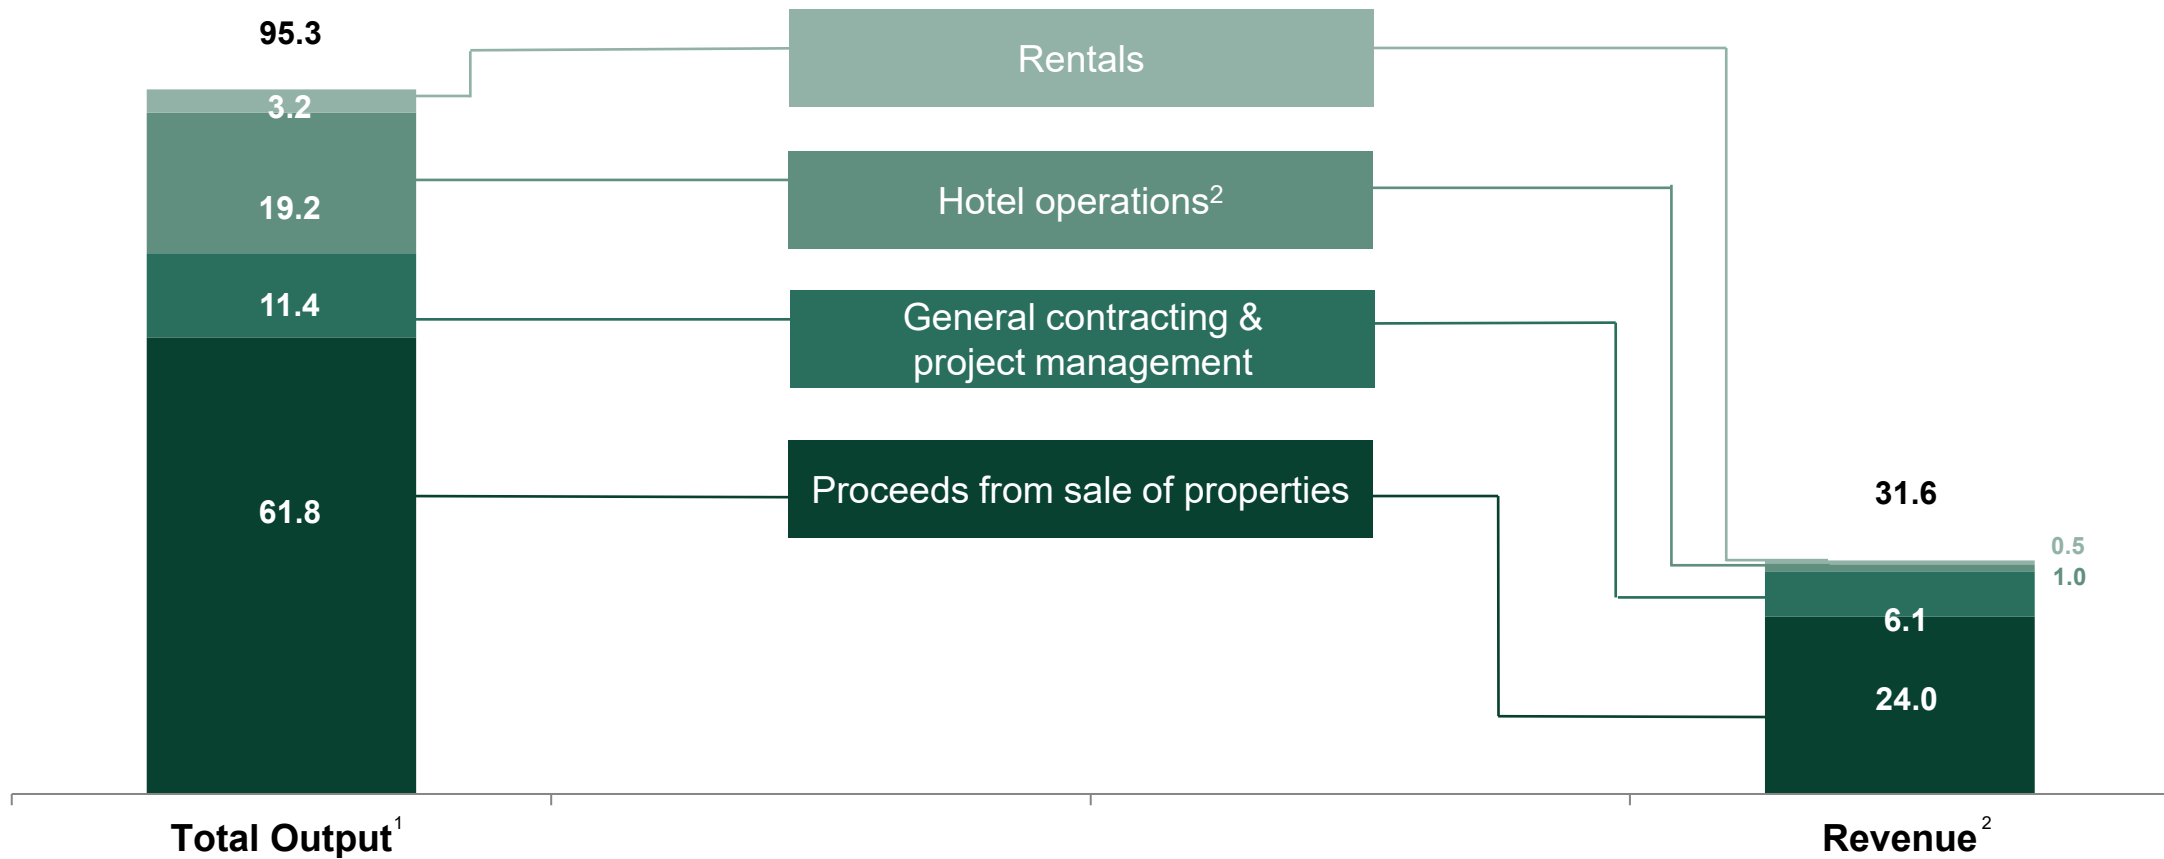 95.3
3.2
19.2
11.4
61.8
Rentals
Hotel operations²
General contracting &
project management
Proceeds from sale of properties
31.6
0.5
1.0
6.1
24.0
Total Output¹
Revenue²